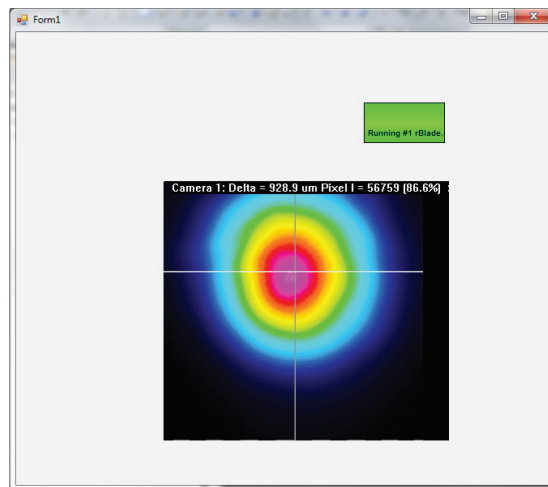 Form1
Running #1 rBlade.
Camera 1: Delta = 928.9 um Pixel I = 56759 (86.6%)